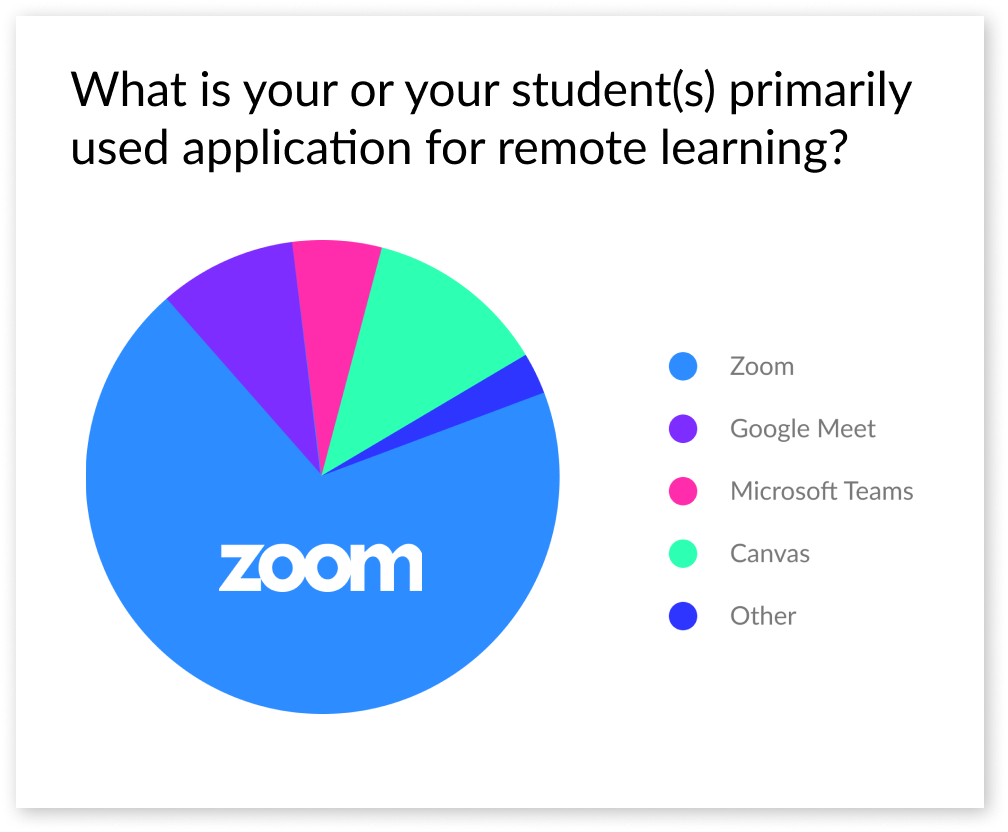 What is your or your student(s) primarily
used application for remote learning?
zoom
Zoom
Google Meet
Microsoft Teams
Canvas
Other